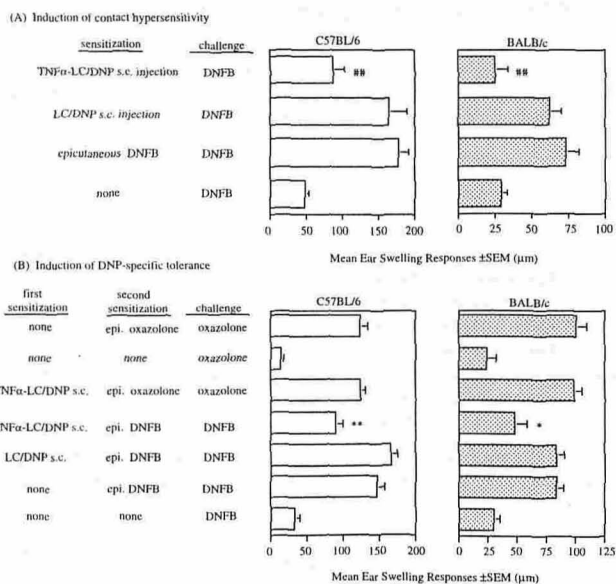 (A) Induction of contact hypersensitivity
sensitization challenge C57BL/6 BALB/c
TNFα-LC/DNP s.c. injection DNFB ## ##
LC/DNP s.c. injection DNFB
epicutaneous DNFB DNFB
none DNFB
0 50 100 150 200 0 25 50 75 100
Mean Ear Swelling Responses ±SEM (µm)
(B) Induction of DNP-specific tolerance
first sensitization second sensitization challenge C57BL/6 BALB/c
none epi. oxazolone oxazolone
none none oxazolone
NFα-LC/DNP s.c. epi. oxazolone oxazolone
NFα-LC/DNP s.c. epi. DNFB DNFB ** *
LC/DNP s.c. epi. DNFB DNFB
none epi. DNFB DNFB
none none DNFB
0 50 100 150 200 0 25 50 75 100 125
Mean Ear Swelling Responses ±SEM (µm)